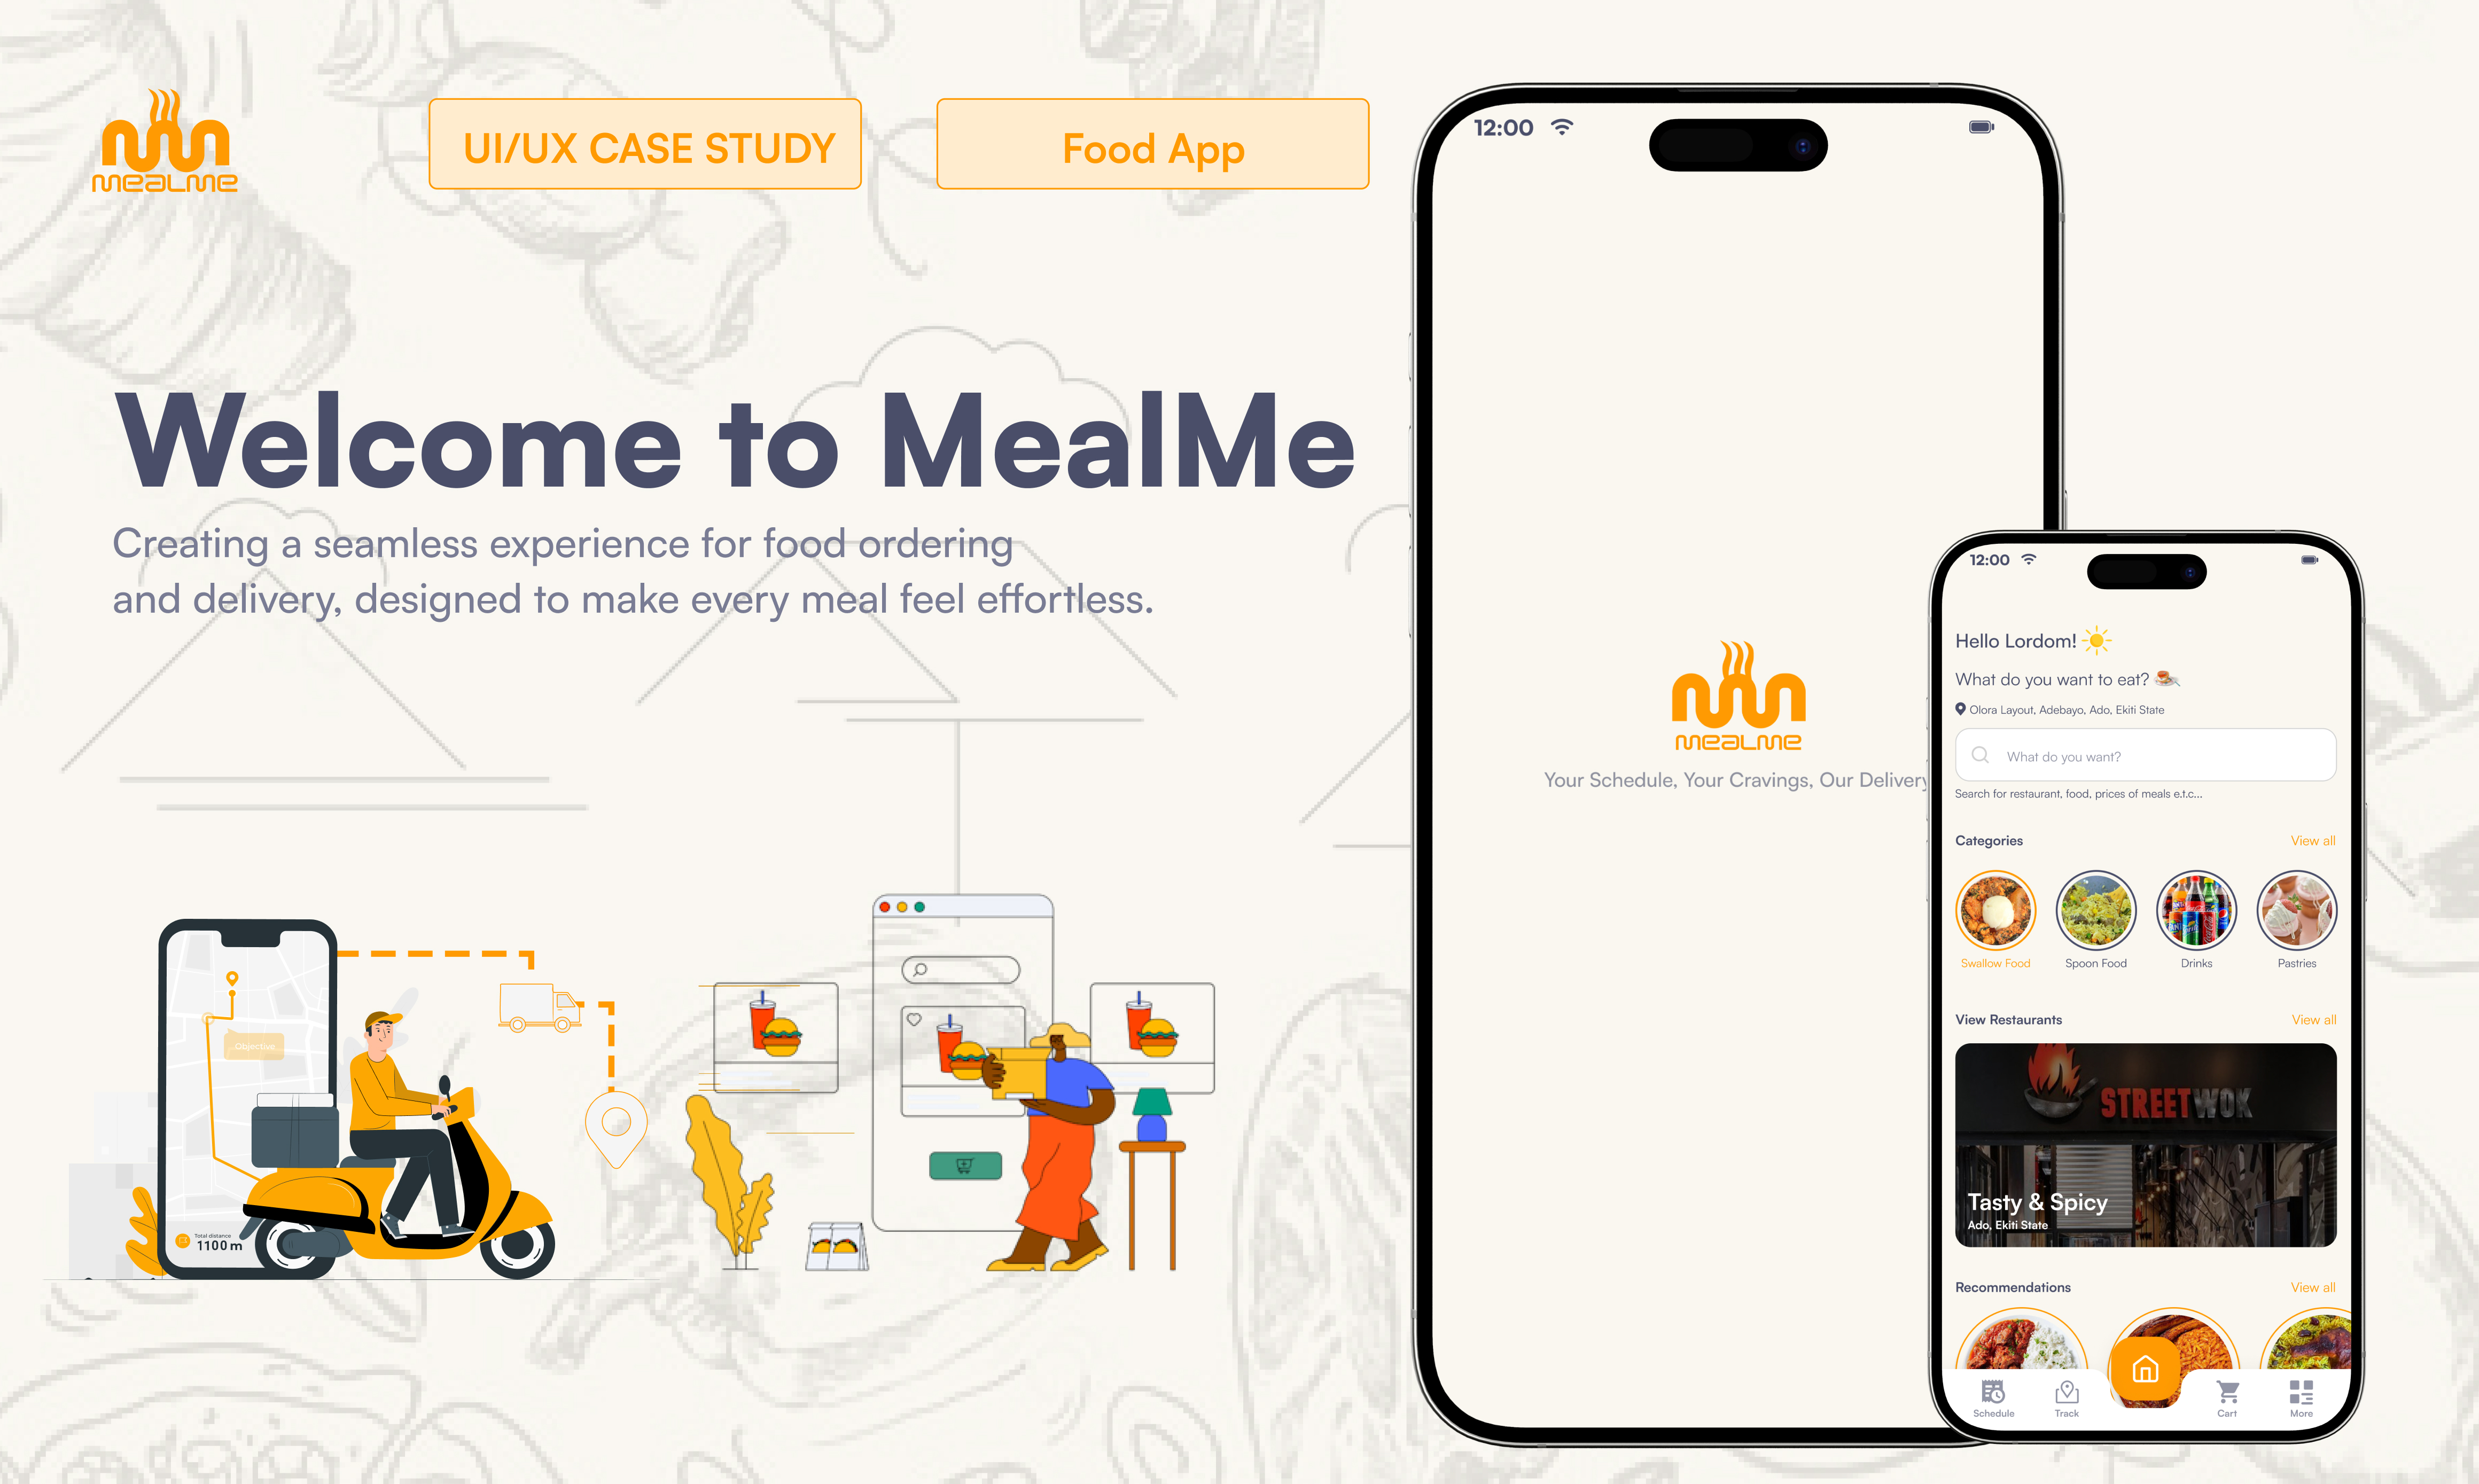 mealme
UI/UX CASE STUDY
Food App
Welcome to MealMe
Creating a seamless experience for food ordering
and delivery, designed to make every meal feel effortless.
Objective
Total distance
1100 m
12:00
mealme
Your Schedule, Your Cravings, Our Delivery
12:00
Hello Lordom!
What do you want to eat?
Olora Layout, Adebayo, Ado, Ekiti State
What do you want?
Search for restaurant, food, prices of meals e.t.c...
Categories
View all
Swallow Food
Spoon Food
Drinks
Pastries
View Restaurants
View all
STREETWOK
Tasty & Spicy
Ado, Ekiti State
Recommendations
View all
Schedule
Track
Cart
More